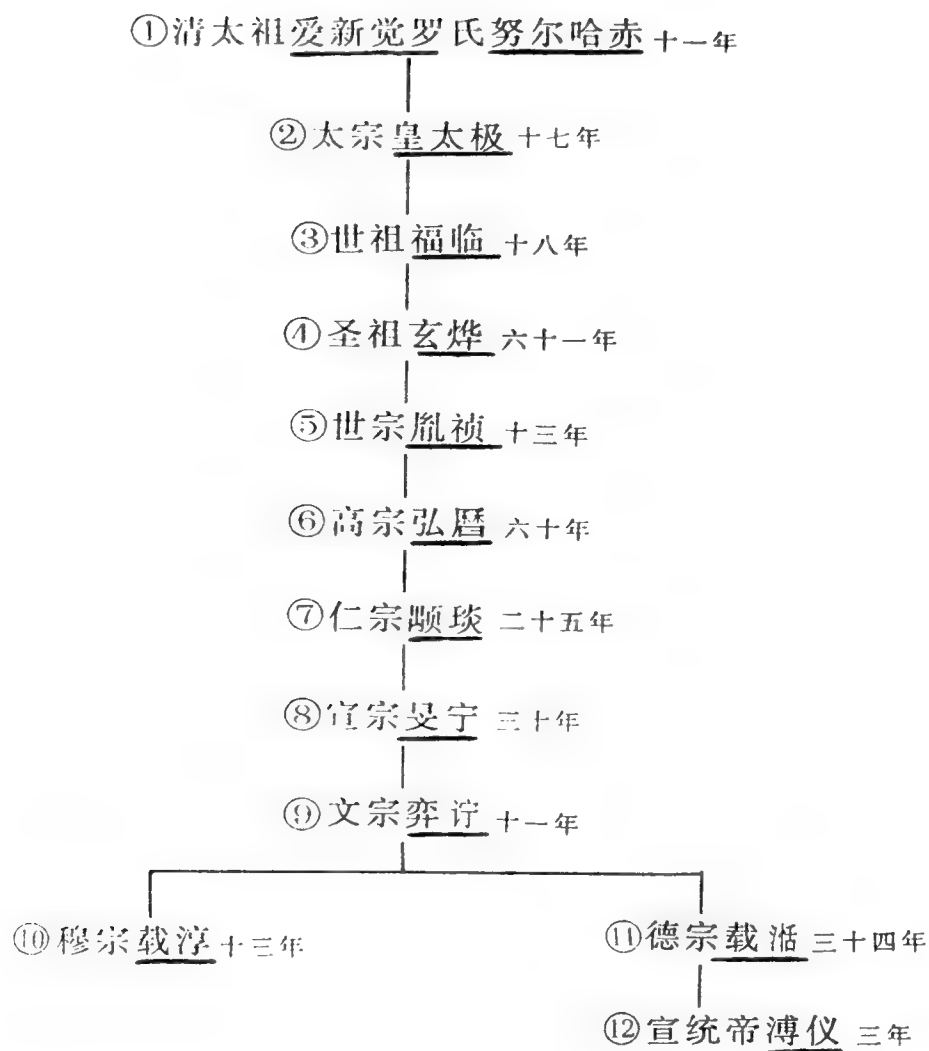 ①清太祖爱新觉罗氏努尔哈赤 十一年
②太宗皇太极 十七年
③世祖福临 十八年
④圣祖玄烨 六十一年
⑤世宗胤禛 十三年
⑥高宗弘曆 六十年
⑦仁宗颙琰 二十五年
⑧宣宗旻宁 三十年
⑨文宗奕𬣞 十一年
⑩穆宗载淳 十三年
⑪德宗载湉 三十四年
⑫宣统帝溥仪 三年